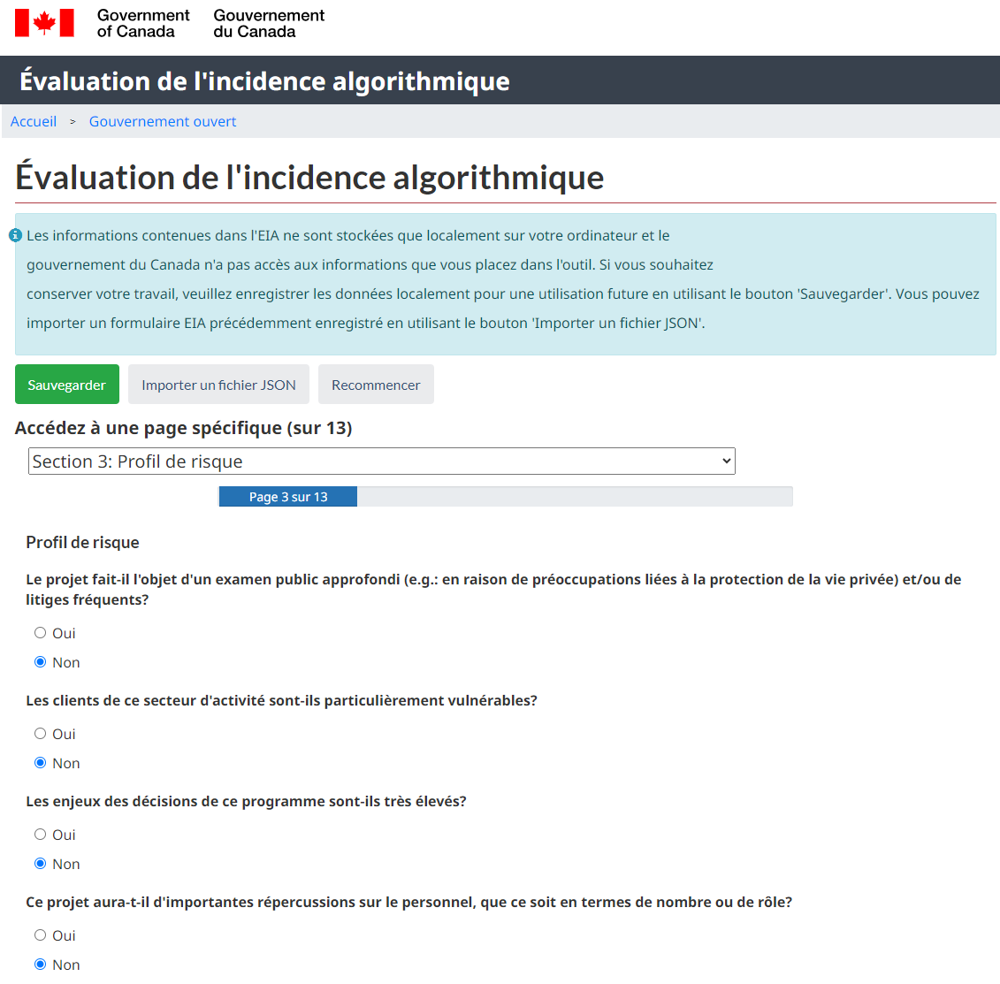 Government
of Canada
Gouvernement
du Canada
Évaluation de l'incidence algorithmique
Accueil > Gouvernement ouvert
Évaluation de l'incidence algorithmique
Les informations contenues dans l'EIA ne sont stockées que localement sur votre ordinateur et le
gouvernement du Canada n'a pas accès aux informations que vous placez dans l'outil. Si vous souhaitez
conserver votre travail, veuillez enregistrer les données localement pour une utilisation future en utilisant le bouton 'Sauvegarder'. Vous pouvez
importer un formulaire EIA précédemment enregistré en utilisant le bouton 'Importer un fichier JSON'.
Sauvegarder Importer un fichier JSON Recommencer
Accédez à une page spécifique (sur 13)
Section 3: Profil de risque
Page 3 sur 13
Profil de risque
Le projet fait-il l'objet d'un examen public approfondi (e.g.: en raison de préoccupations liées à la protection de la vie privée) et/ou de
litiges fréquents?
Oui
Non
Les clients de ce secteur d'activité sont-ils particulièrement vulnérables?
Oui
Non
Les enjeux des décisions de ce programme sont-ils très élevés?
Oui
Non
Ce projet aura-t-il d'importantes répercussions sur le personnel, que ce soit en termes de nombre ou de rôle?
Oui
Non